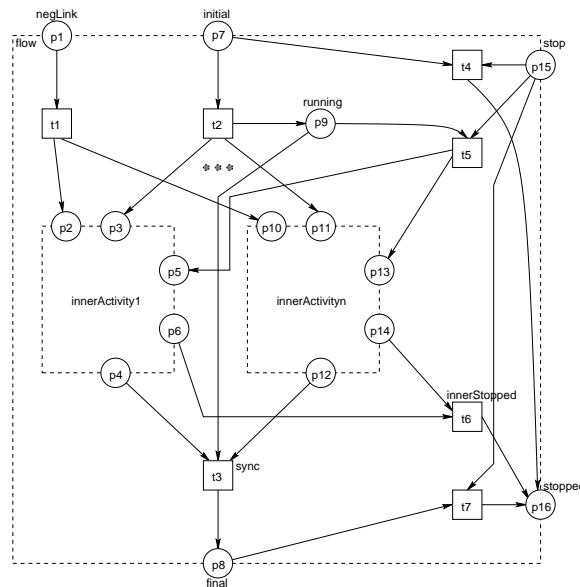 negLink
initial
flow
p1
p7
stop
t4
p15
running
t1
t2
p9
t5
p2
p3
p10
p11
p5
p13
innerActivity1
innerActivityn
p6
p14
p4
p12
innerStopped
t6
t3
sync
stopped
t7
p16
p8
final